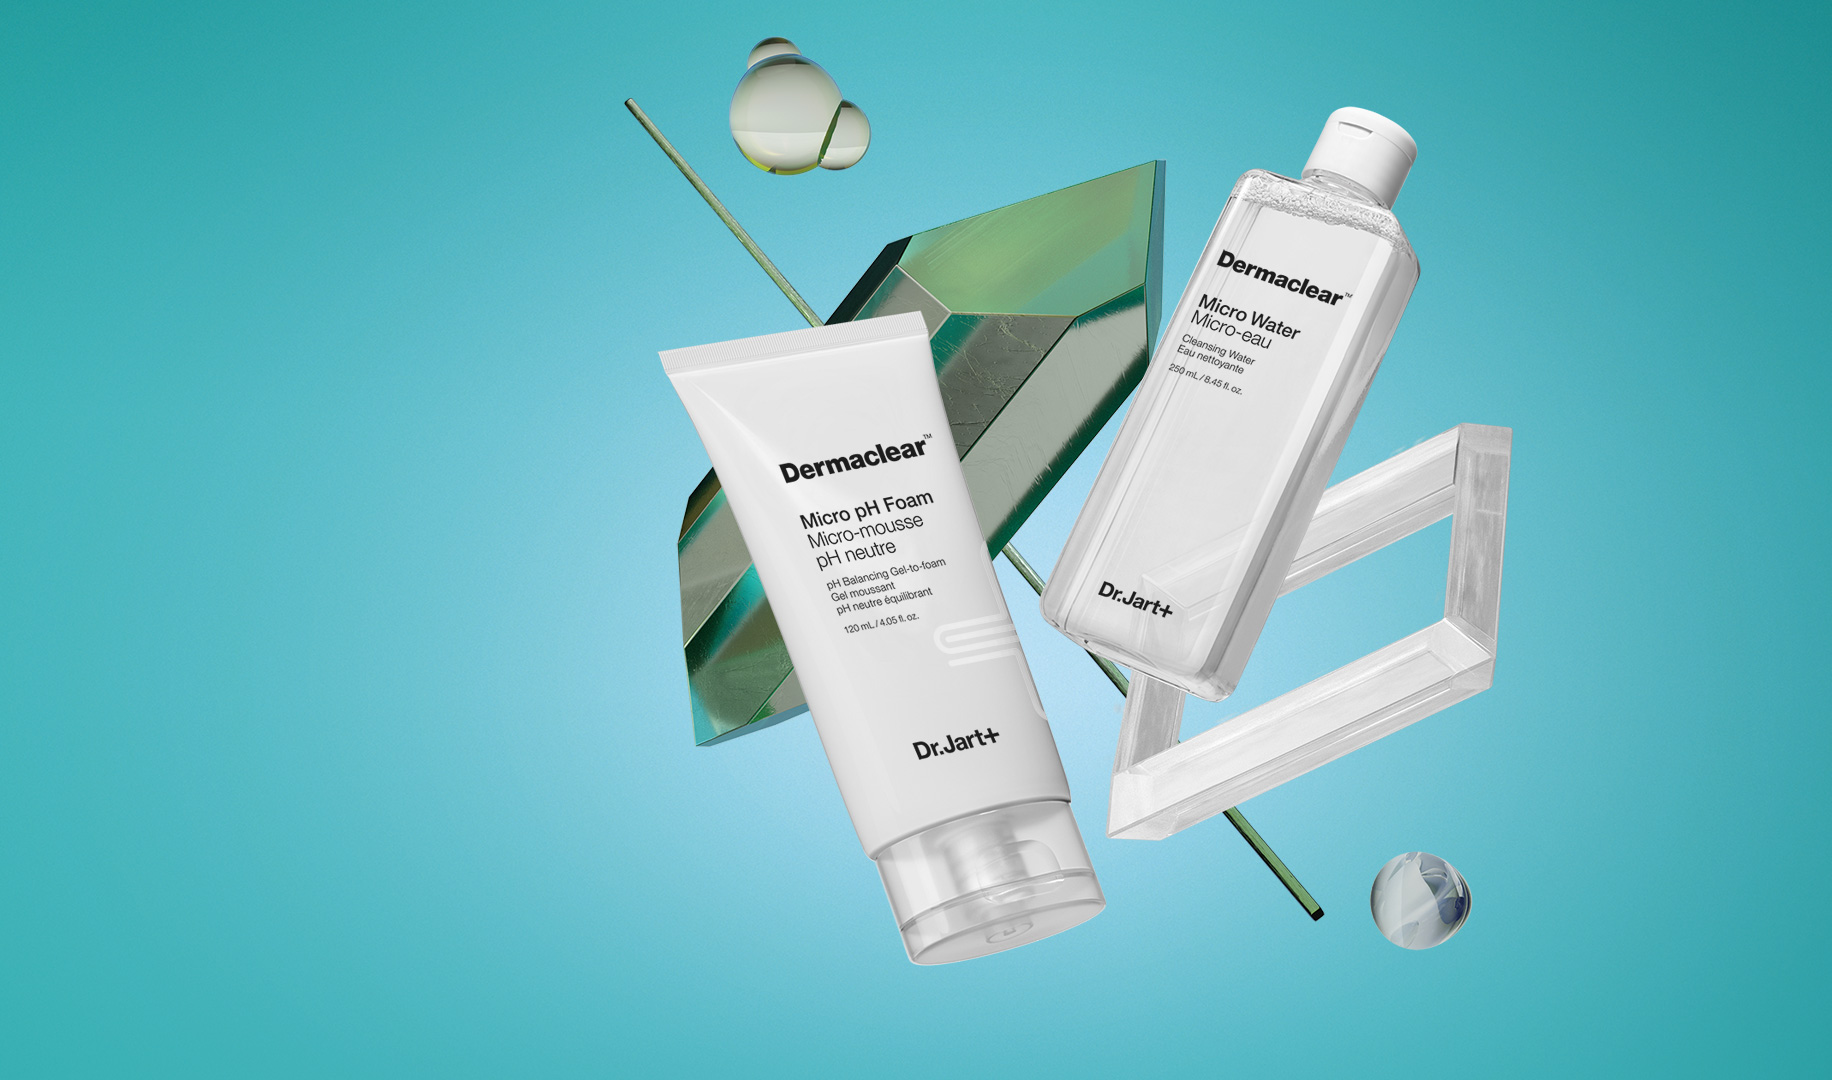 Dermaclear™
Micro pH Foam
Micro-mousse
pH neutre
pH Balancing Gel-to-foam
Gel moussant
pH neutre équilibrant
120 mL / 4.05 fl. oz.
Dr.Jart+
Dermaclear™
Micro Water
Micro-eau
Cleansing Water
Eau nettoyante
250 mL / 8.45 fl. oz.
Dr.Jart+